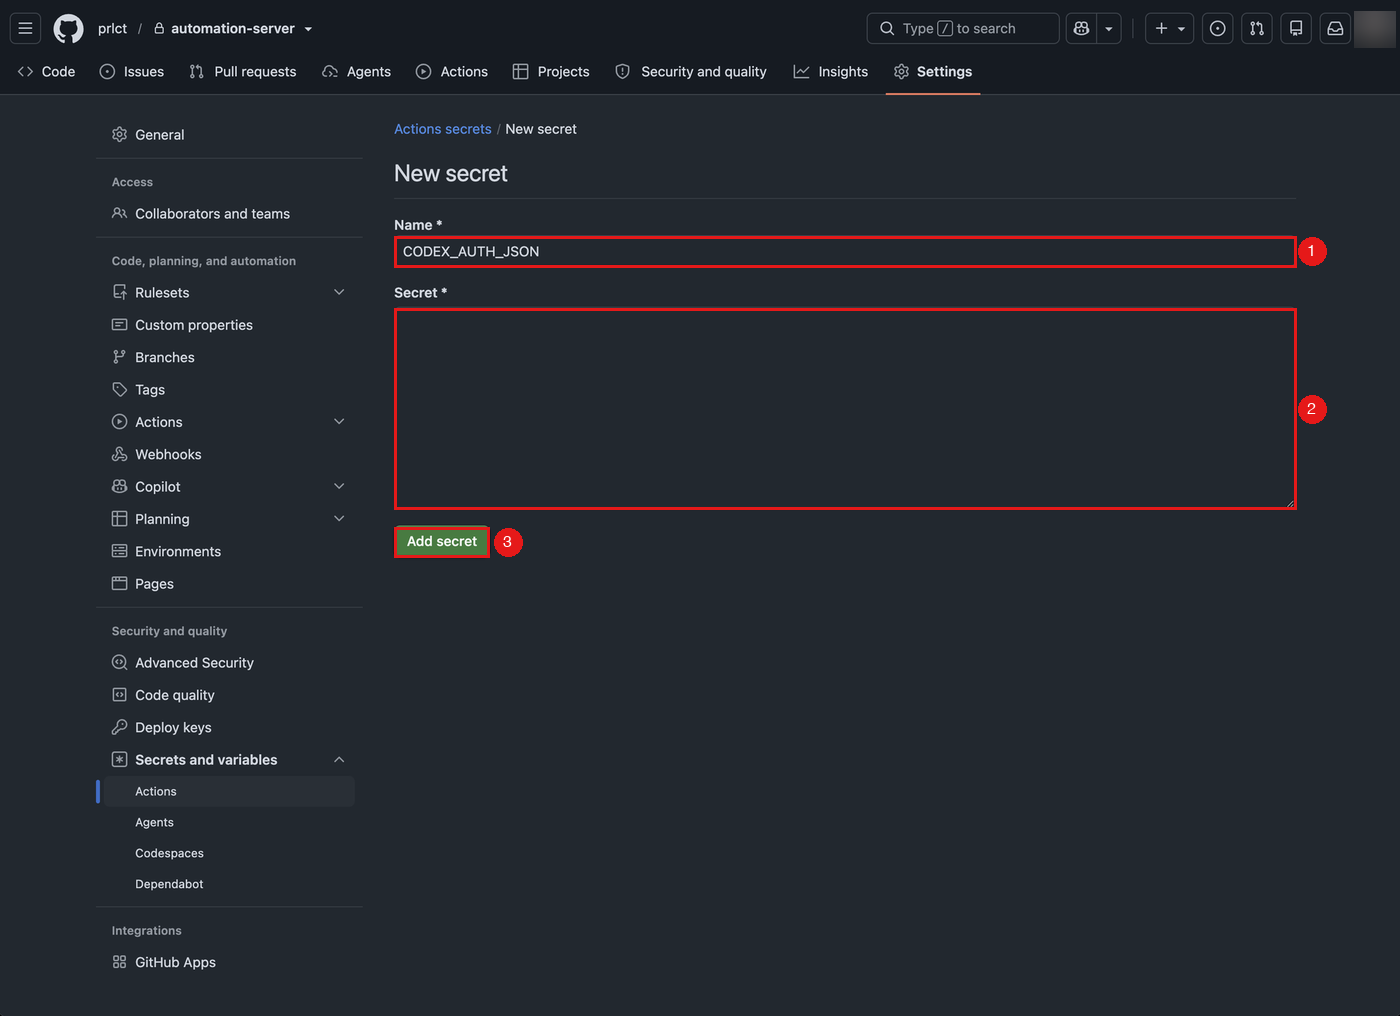 prlct / automation-server
Type / to search
Code
Issues
Pull requests
Agents
Actions
Projects
Security and quality
Insights
Settings
General
Access
Collaborators and teams
Code, planning, and automation
Rulesets
Custom properties
Branches
Tags
Actions
Webhooks
Copilot
Planning
Environments
Pages
Security and quality
Advanced Security
Code quality
Deploy keys
Secrets and variables
Actions
Agents
Codespaces
Dependabot
Integrations
GitHub Apps
Actions secrets / New secret
New secret
Name *
CODEX_AUTH_JSON
1
Secret *
2
Add secret
3